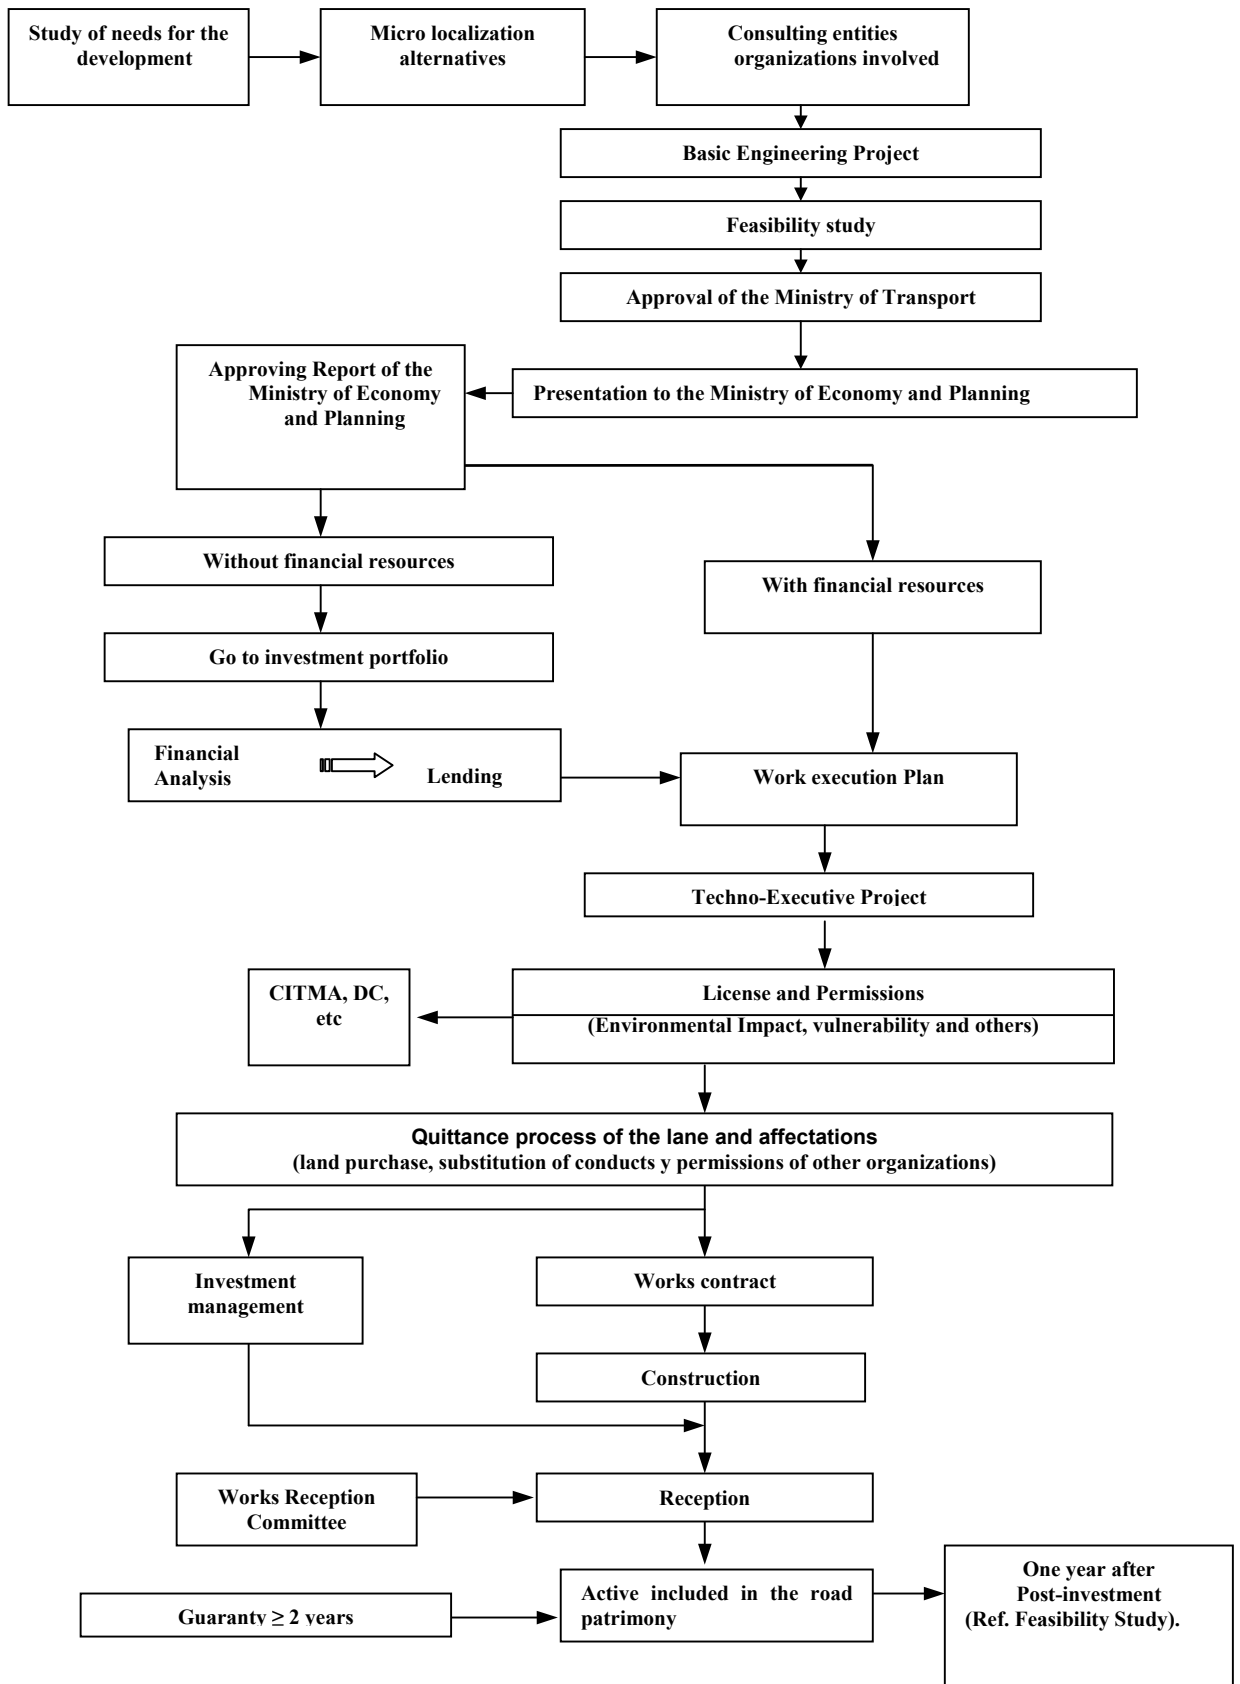 Study of needs for the
development
Micro localization
alternatives
Consulting entities
organizations involved
Basic Engineering Project
Feasibility study
Approval of the Ministry of Transport
Presentation to the Ministry of Economy and Planning
Approving Report of the
Ministry of Economy
and Planning
Without financial resources
With financial resources
Go to investment portfolio
Financial
Analysis
Lending
Work execution Plan
Techno-Executive Project
License and Permissions
(Environmental Impact, vulnerability and others)
CITMA, DC,
etc
Quittance process of the lane and affectations
(land purchase, substitution of conducts y permissions of other organizations)
Investment
management
Works contract
Construction
Works Reception
Committee
Reception
Guaranty ≥ 2 years
Active included in the road
patrimony
One year after
Post-investment
(Ref. Feasibility Study).